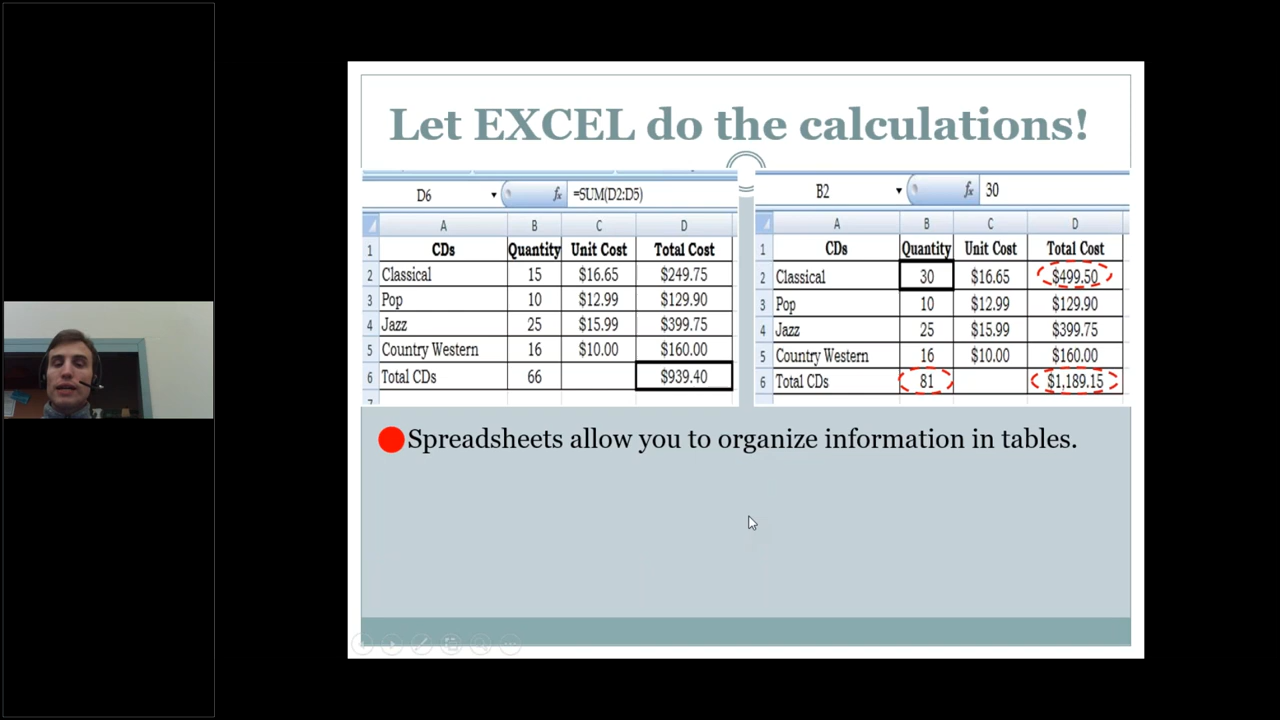 Let EXCEL do the calculations!
D6 fx =SUM(D2:D5)
A B C D
1 CDs Quantity Unit Cost Total Cost
2 Classical 15 $16.65 $249.75
3 Pop 10 $12.99 $129.90
4 Jazz 25 $15.99 $399.75
5 Country Western 16 $10.00 $160.00
6 Total CDs 66 $939.40
7
B2 fx 30
A B C D
1 CDs Quantity Unit Cost Total Cost
2 Classical 30 $16.65 $499.50
3 Pop 10 $12.99 $129.90
4 Jazz 25 $15.99 $399.75
5 Country Western 16 $10.00 $160.00
6 Total CDs 81 $1,189.15
Spreadsheets allow you to organize information in tables.